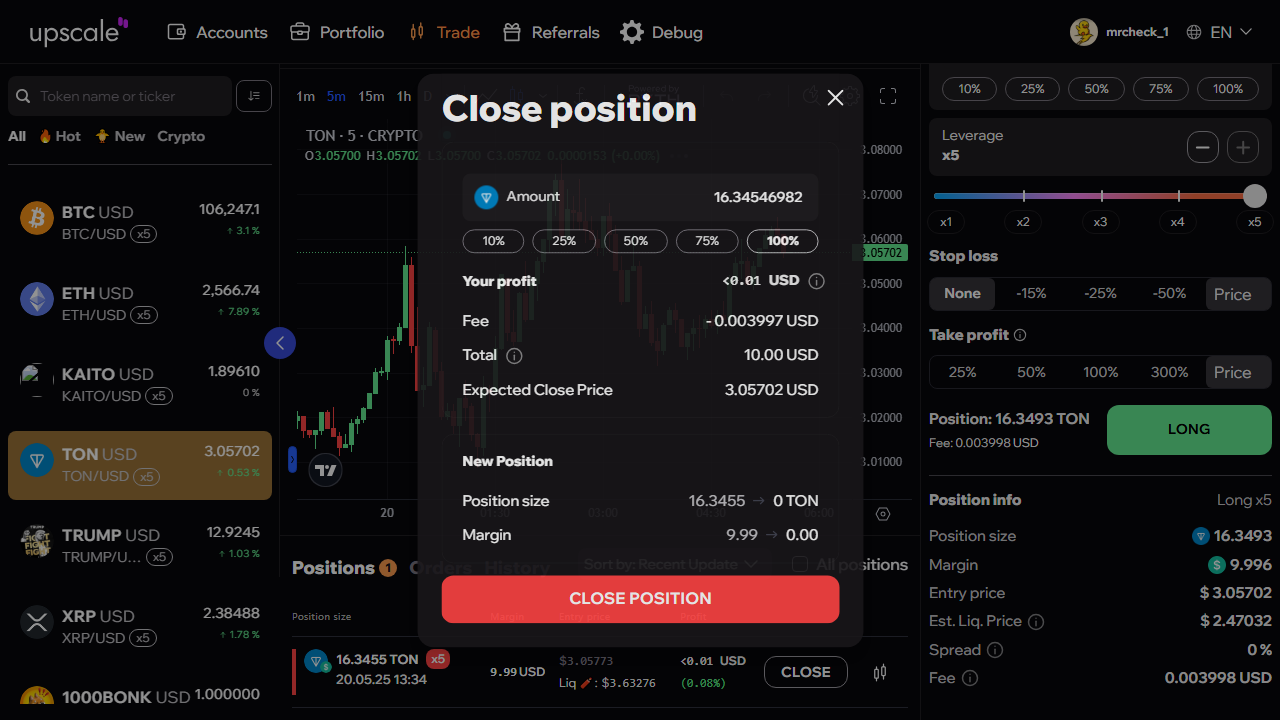 upscale
Accounts
Portfolio
Trade
Referrals
Debug
mrcheck_1
EN
Token name or ticker
All
Hot
New
Crypto
BTC USD
106,247.1
BTC/USD x5
↑ 3.1 %
ETH USD
2,566.74
ETH/USD x5
↑ 7.89 %
KAITO USD
1.89610
KAITO/USD x5
0 %
TON USD
3.05702
TON/USD x5
↑ 0.53 %
TRUMP USD
12.9245
TRUMP/U... x5
↑ 1.03 %
XRP USD
2.38488
XRP/USD x5
↑ 1.78 %
1000BONK USD
1.000000
1m 5m 15m 1h D
TON · 5 · CRYPTO
O3.05700 H3.05702 L3.05700 C3.05702 0.0000153 (+0.00%)
3.08000
3.07000
3.06000
3.05702
3.05000
3.04000
3.03000
3.02000
3.01000
20
01:30
03:00
04:30
06:00
Close position
Amount
16.34546982
10%
25%
50%
75%
100%
Your profit
<0.01 USD
Fee
- 0.003997 USD
Total
10.00 USD
Expected Close Price
3.05702 USD
New Position
Position size
16.3455 → 0 TON
Margin
9.99 → 0.00
CLOSE POSITION
Positions 1
Orders
History
Sort by: Recent Update
All positions
Position size
Margin
Entry price
Profit
16.3455 TON x5
20.05.25 13:34
9.99 USD
$3.05773
Liq : $3.63276
<0.01 USD
(0.08%)
CLOSE
10%
25%
50%
75%
100%
Leverage
x5
x1
x2
x3
x4
x5
Stop loss
None
-15%
-25%
-50%
Price
Take profit
25%
50%
100%
300%
Price
Position: 16.3493 TON
Fee: 0.003998 USD
LONG
Position info
Long x5
Position size
16.3493
Margin
9.996
Entry price
$ 3.05702
Est. Liq. Price
$ 2.47032
Spread
0 %
Fee
0.003998 USD